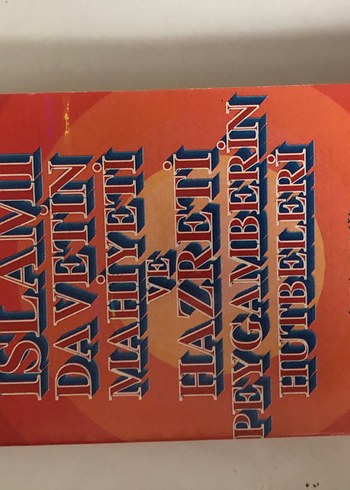 İSLAMİ
DAVETİN
MAHİYETİ
VE
HAZRETİ
PEYGAMBERİN
HUTBELERİ